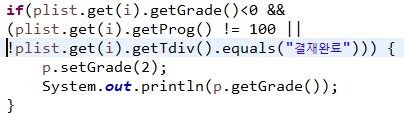 if(plist.get(i).getGrade()<0 &&
(plist.get(i).getProg() != 100 ||
!plist.get(i).getTdiv().equals("결재완료"))) {
p.setGrade(2);
System.out.println(p.getGrade());
}